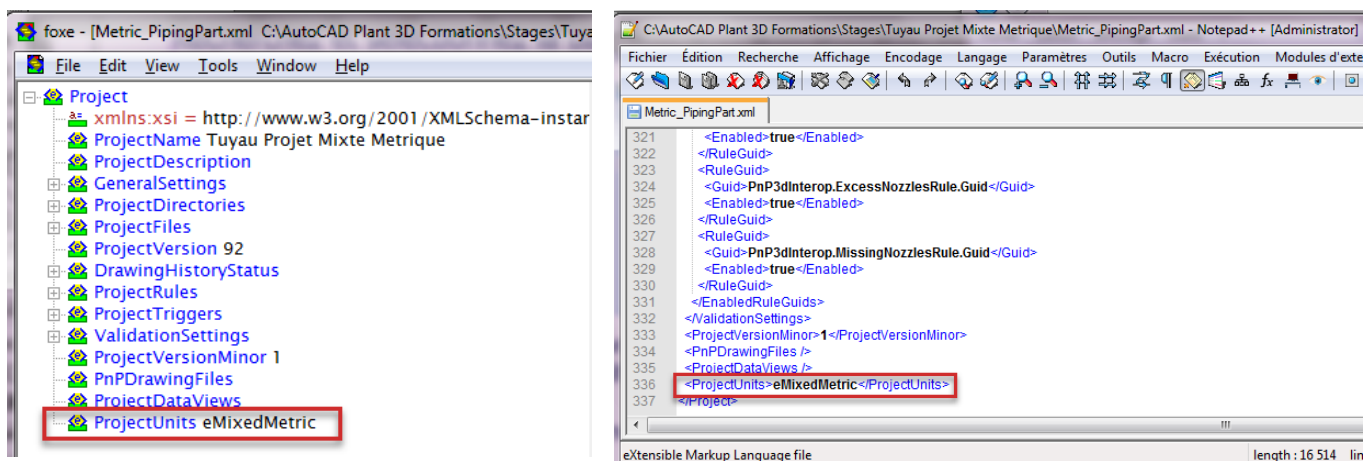 foxe - [Metric_PipingPart.xml C:\AutoCAD Plant 3D Formations\Stages\Tuya
File Edit View Tools Window Help
Project
xmlns:xsi = http://www.w3.org/2001/XMLSchema-instar
ProjectName Tuyau Projet Mixte Metrique
ProjectDescription
GeneralSettings
ProjectDirectories
ProjectFiles
ProjectVersion 92
DrawingHistoryStatus
ProjectRules
ProjectTriggers
ValidationSettings
ProjectVersionMinor 1
PnPDrawingFiles
ProjectDataViews
ProjectUnits eMixedMetric
C:\AutoCAD Plant 3D Formations\Stages\Tuyau Projet Mixte Metrique\Metric_PipingPart.xml - Notepad++ [Administrator]
Fichier Édition Recherche Affichage Encodage Langage Paramètres Outils Macro Exécution Modules d'exte
Metric_PipingPart.xml
321 <Enabled>true</Enabled>
322 </RuleGuid>
323 <RuleGuid>
324 <Guid>PnP3dInterop.ExcessNozzlesRule.Guid</Guid>
325 <Enabled>true</Enabled>
326 </RuleGuid>
327 <RuleGuid>
328 <Guid>PnP3dInterop.MissingNozzlesRule.Guid</Guid>
329 <Enabled>true</Enabled>
330 </RuleGuid>
331 </EnabledRuleGuids>
332 </ValidationSettings>
333 <ProjectVersionMinor>1</ProjectVersionMinor>
334 <PnPDrawingFiles />
335 <ProjectDataViews />
336 <ProjectUnits>eMixedMetric</ProjectUnits>
337 </Project>
eXtensible Markup Language file length : 16 514 lin